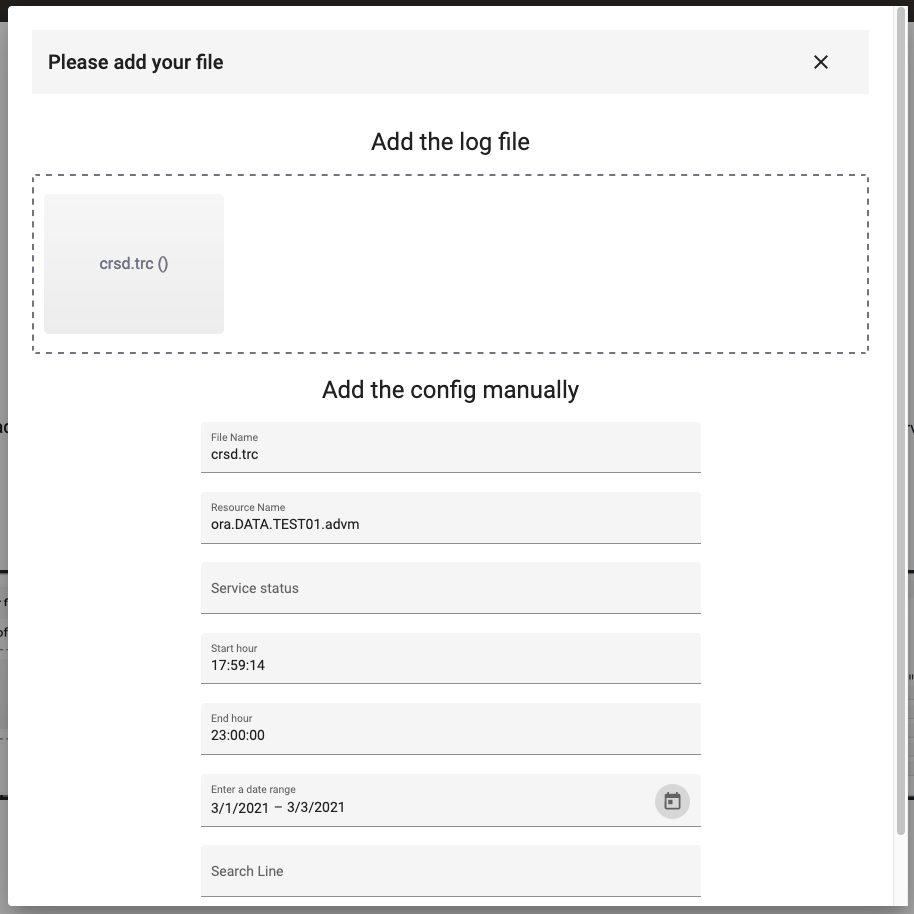 Please add your file
Add the log file
crsd.trc ()
Add the config manually
File Name
crsd.trc
Resource Name
ora.DATA.TEST01.advm
Service status
Start hour
17:59:14
End hour
23:00:00
Enter a date range
3/1/2021 – 3/3/2021
Search Line